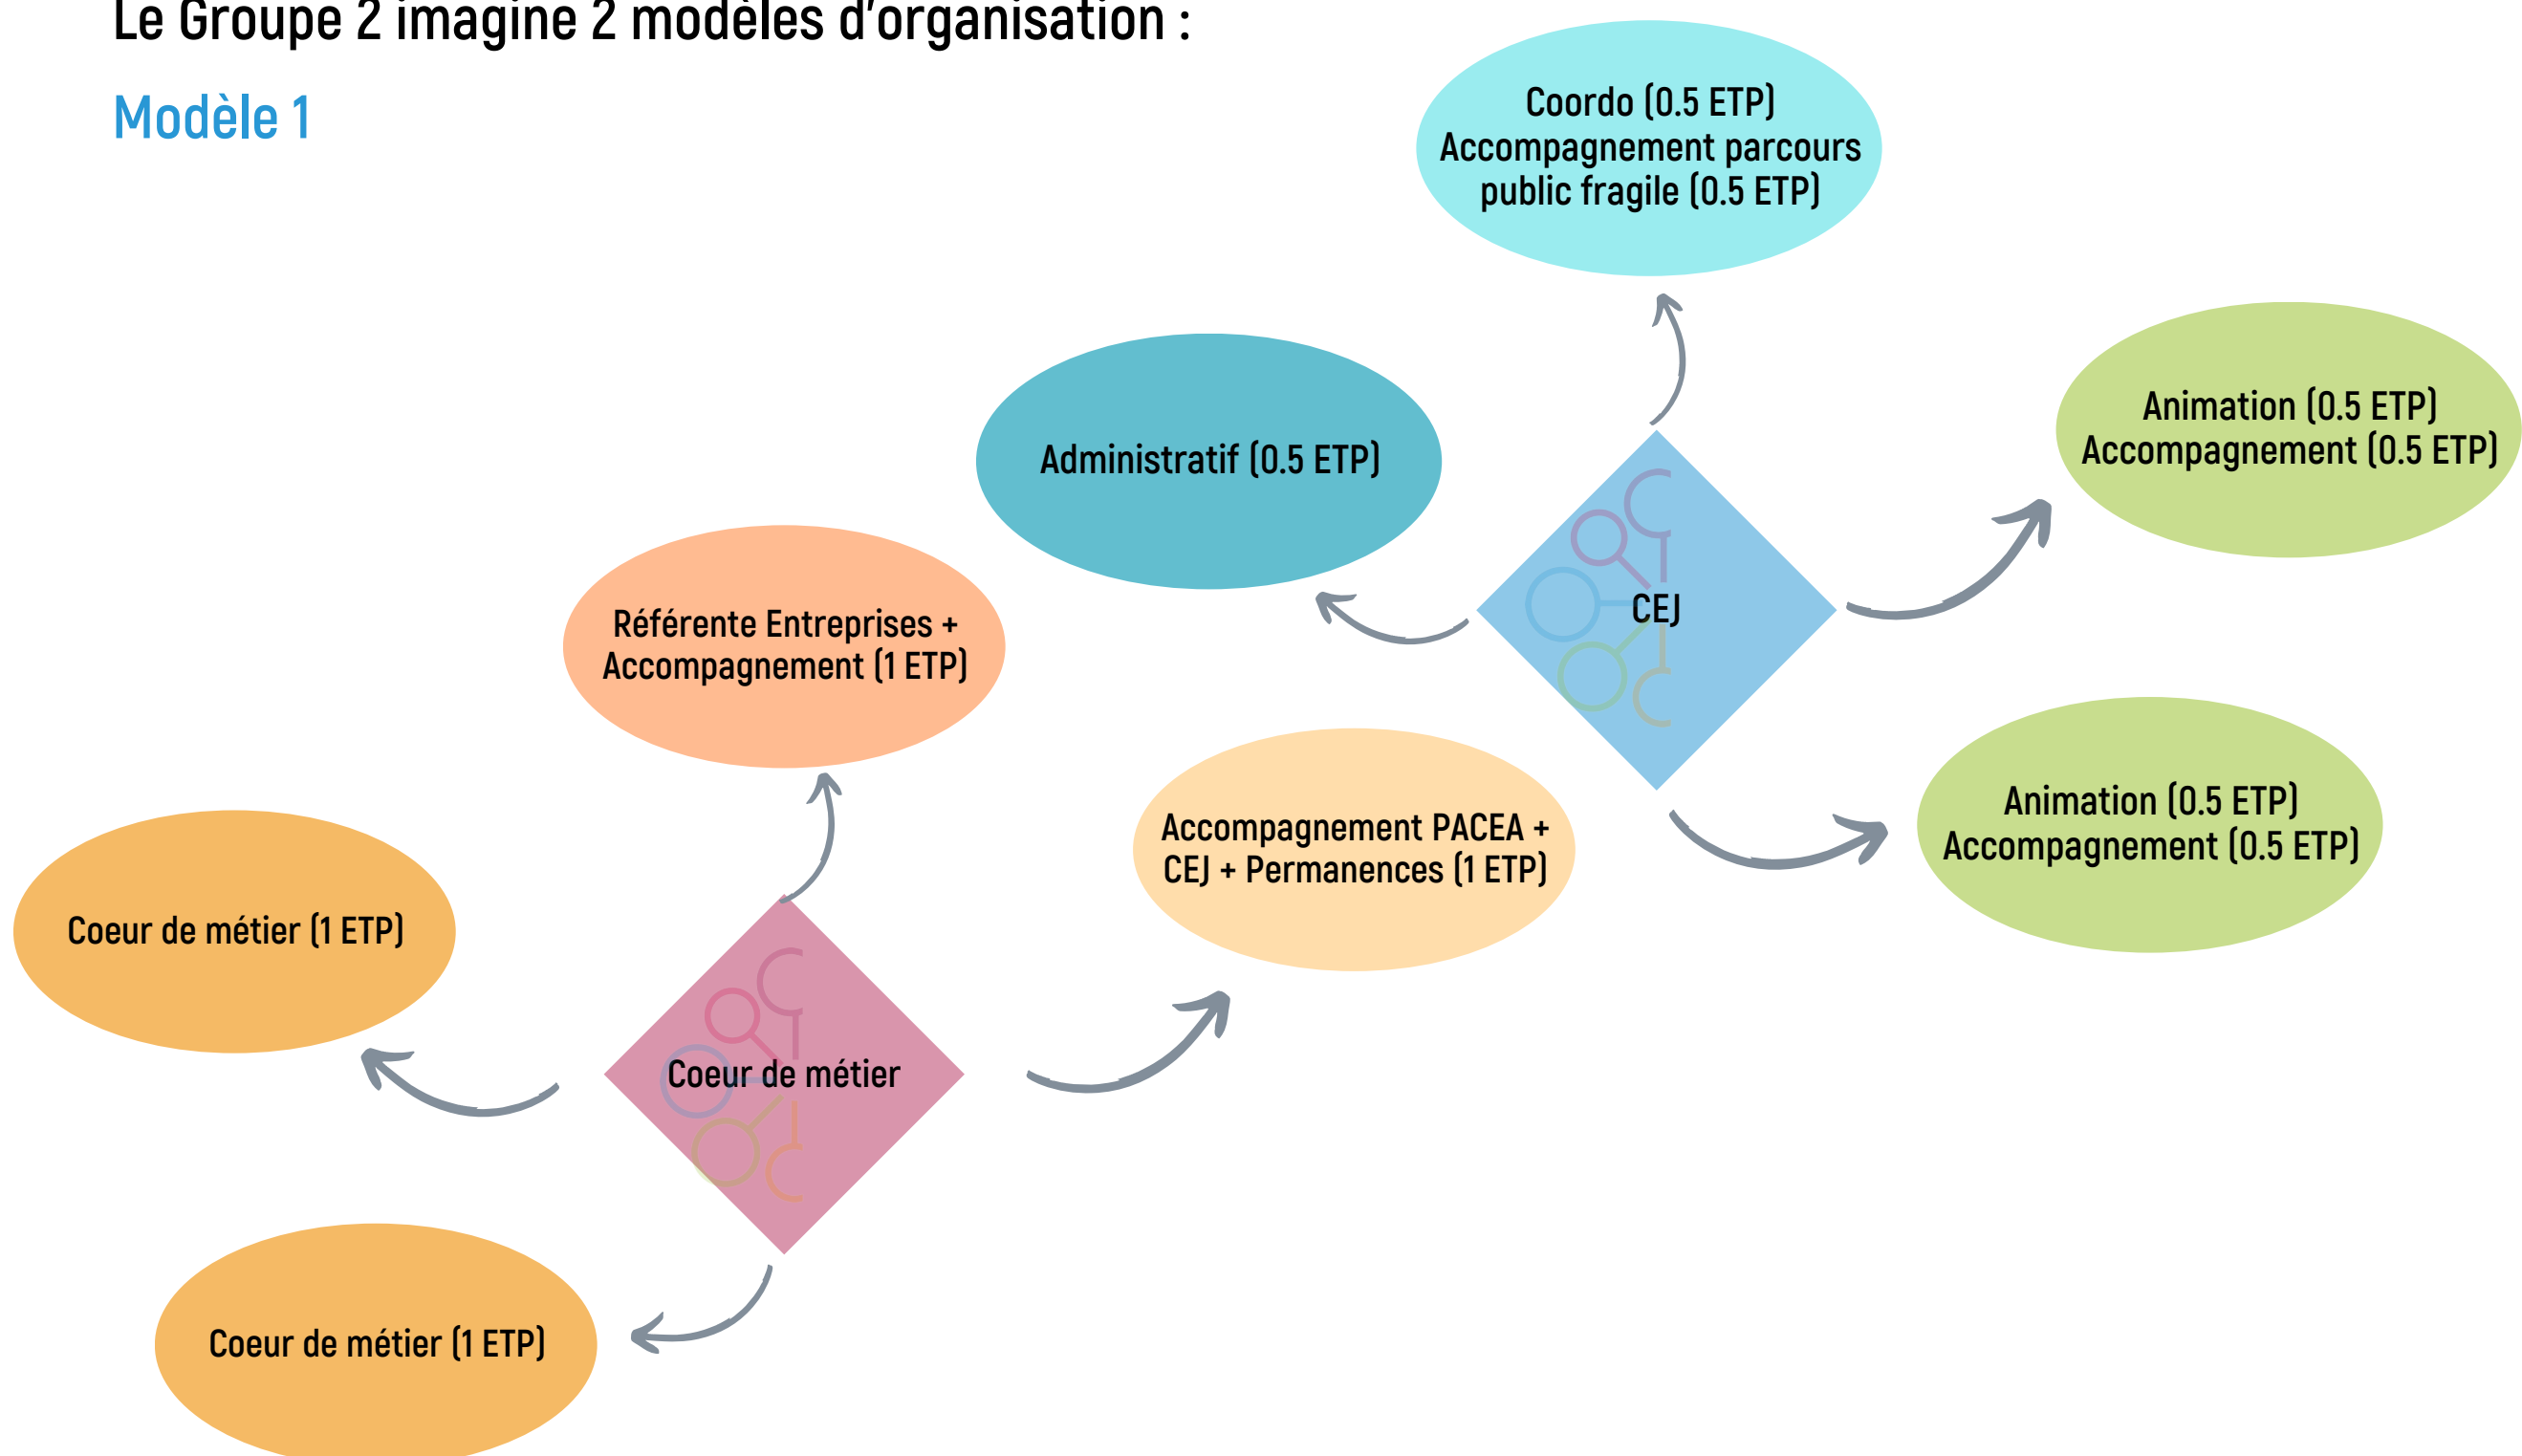 Le Groupe 2 imagine 2 modèles d'organisation :
Modèle 1
Coordo (0.5 ETP)
Accompagnement parcours
public fragile (0.5 ETP)
Administratif (0.5 ETP)
Animation (0.5 ETP)
Accompagnement (0.5 ETP)
CEJ
Référente Entreprises +
Accompagnement (1 ETP)
Accompagnement PACEA +
CEJ + Permanences (1 ETP)
Animation (0.5 ETP)
Accompagnement (0.5 ETP)
Coeur de métier (1 ETP)
Coeur de métier
Coeur de métier (1 ETP)